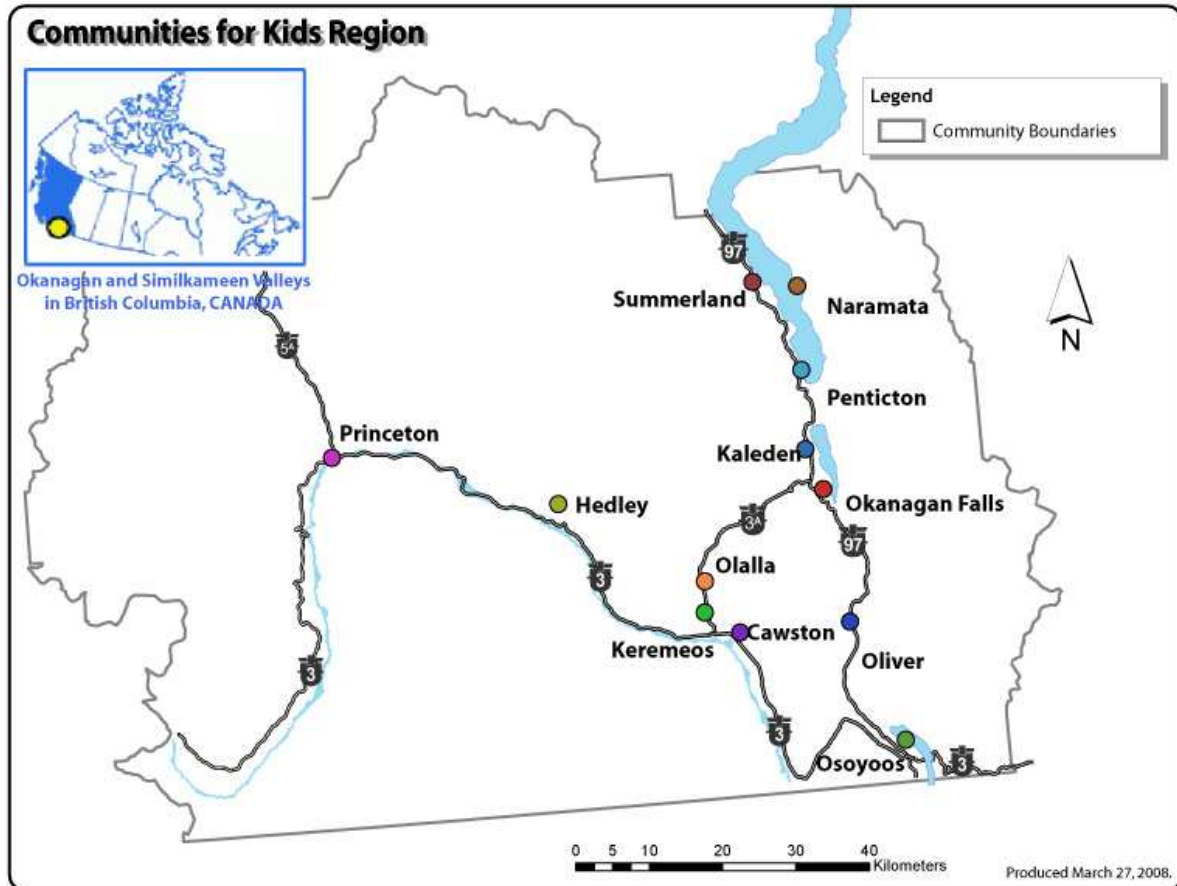 Communities for Kids Region
Legend
Community Boundaries
Okanagan and Similkameen Valleys
in British Columbia, CANADA
97
Summerland
Naramata
N
5A
Penticton
Princeton
Kaleden
Hedley
Okanagan Falls
3A
97
Olalla
3
Keremeos
Cawston
Oliver
3
3
Osoyoos
3
0 5 10 20 30 40
Kilometers
Produced March 27, 2008.